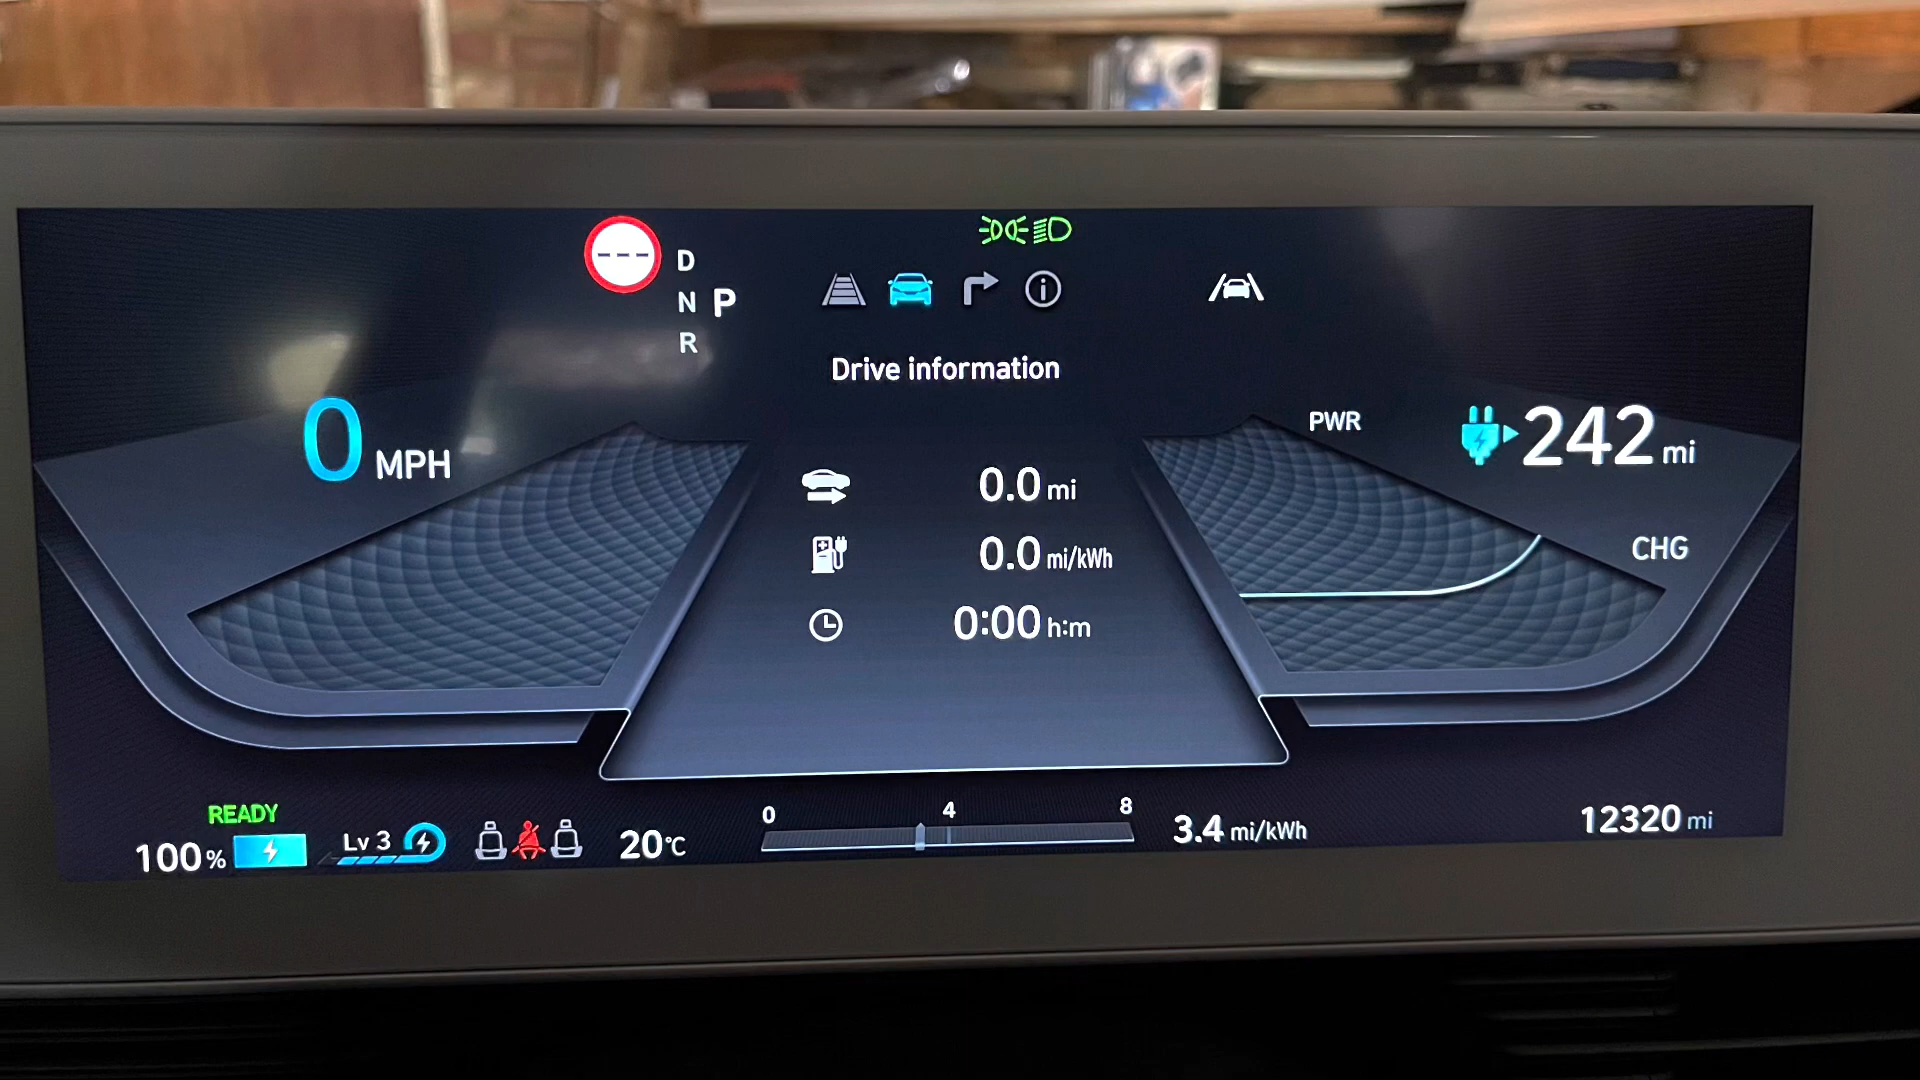 ---
D
N P
R
Drive information
0 MPH
PWR
242 mi
0.0 mi
0.0 mi/kWh
CHG
0:00 h:m
READY
100%
Lv 3
20°C
0 4 8
3.4 mi/kWh
12320 mi